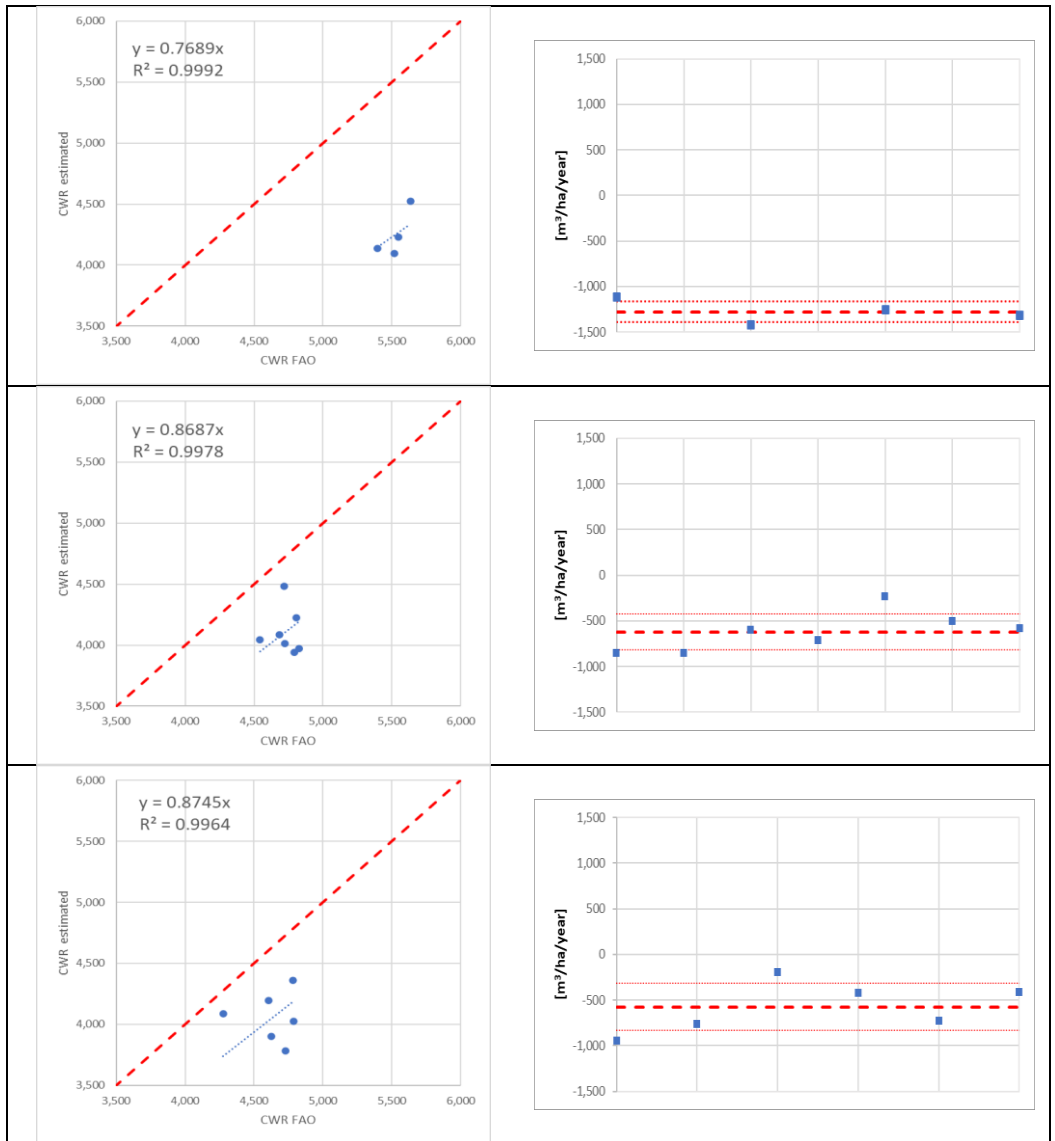 6,000
5,500
5,000
4,500
4,000
3,500
CWR estimated
y = 0.7689x
R² = 0.9992
3,500 4,000 4,500 5,000 5,500 6,000
CWR FAO
1,500
1,000
500
0
-500
-1,000
-1,500
[m³/ha/year]
6,000
5,500
5,000
4,500
4,000
3,500
CWR estimated
y = 0.8687x
R² = 0.9978
3,500 4,000 4,500 5,000 5,500 6,000
CWR FAO
1,500
1,000
500
0
-500
-1,000
-1,500
[m³/ha/year]
6,000
5,500
5,000
4,500
4,000
3,500
CWR estimated
y = 0.8745x
R² = 0.9964
3,500 4,000 4,500 5,000 5,500 6,000
CWR FAO
1,500
1,000
500
0
-500
-1,000
-1,500
[m³/ha/year]